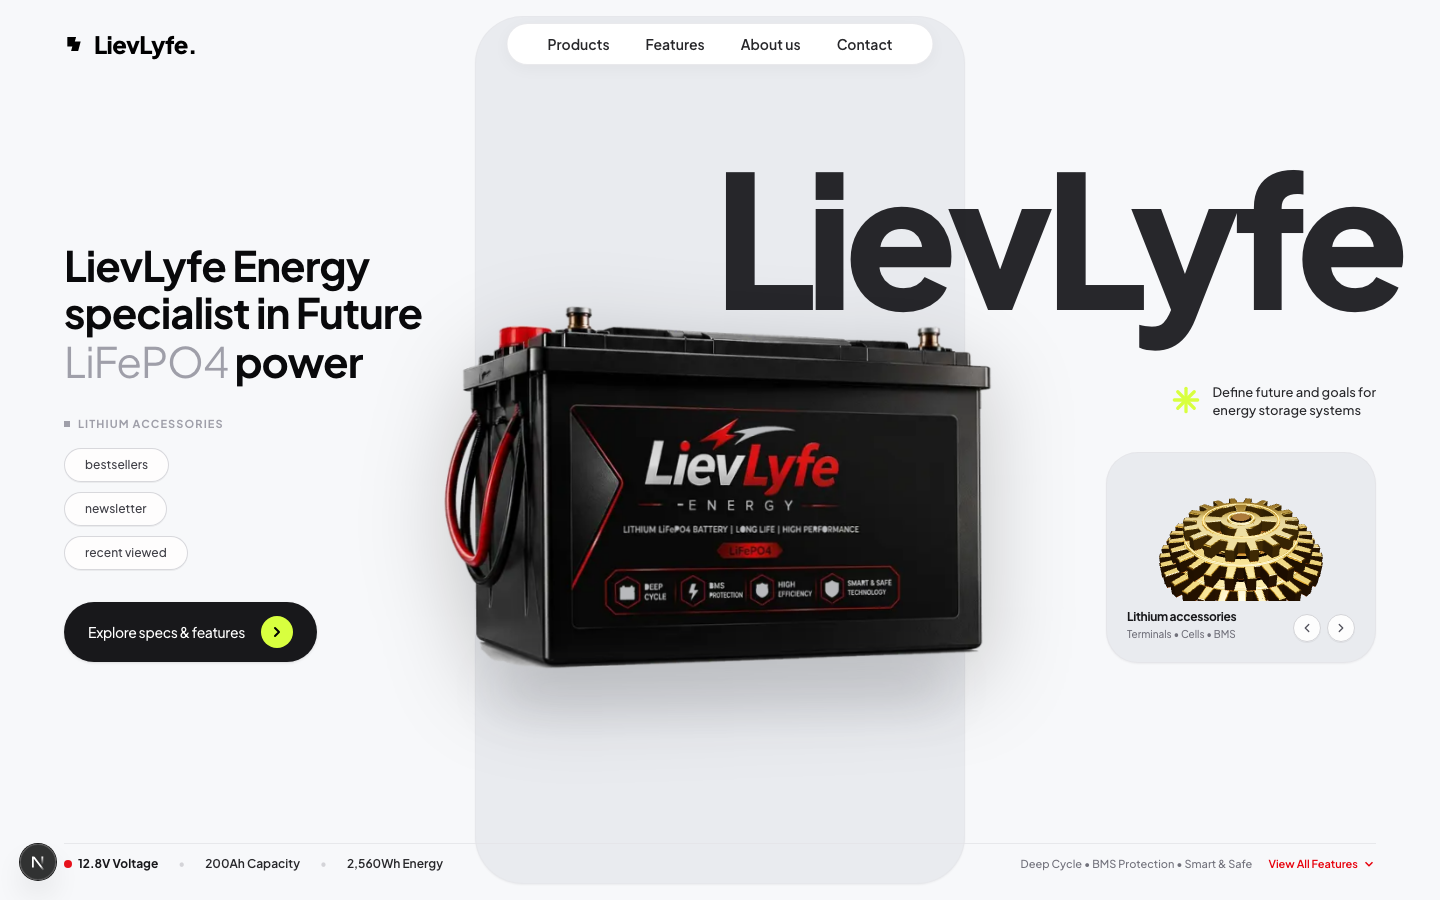 LievLyfe.
Products
Features
About us
Contact
LievLyfe
LievLyfe Energy
specialist in Future
LiFePO4 power
LITHIUM ACCESSORIES
bestsellers
newsletter
recent viewed
Explore specs & features
LievLyfe
-ENERGY
LITHIUM LiFePO4 BATTERY | LONG LIFE | HIGH PERFORMANCE
LiFePO4
DEEP
CYCLE
BMS
PROTECTION
HIGH
EFFICIENCY
SMART & SAFE
TECHNOLOGY
Define future and goals for
energy storage systems
Lithium accessories
Terminals • Cells • BMS
N
12.8V Voltage
200Ah Capacity
2,560Wh Energy
Deep Cycle • BMS Protection • Smart & Safe
View All Features